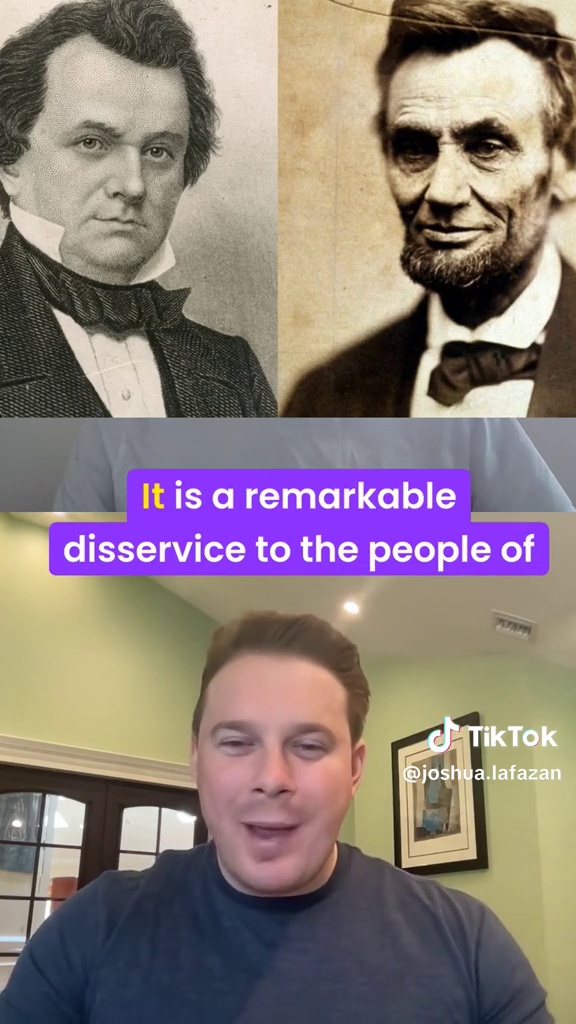 It is a remarkable
disservice to the people of
TikTok
@joshua.lafazan